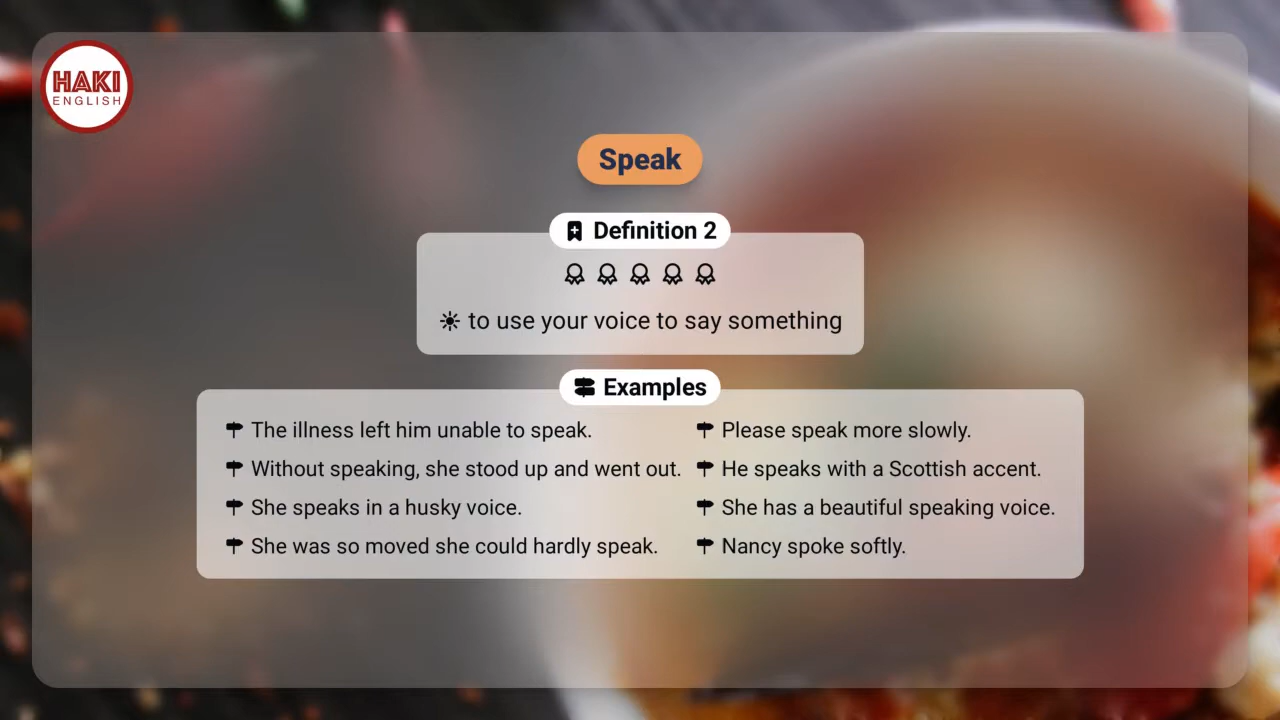 HAKI
ENGLISH
Speak
Definition 2
to use your voice to say something
Examples
The illness left him unable to speak.
Without speaking, she stood up and went out.
She speaks in a husky voice.
She was so moved she could hardly speak.
Please speak more slowly.
He speaks with a Scottish accent.
She has a beautiful speaking voice.
Nancy spoke softly.